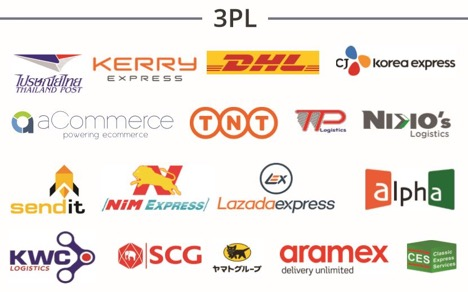 3PL
ไปรษณีย์ไทย
THAILAND POST
KERRY
EXPRESS
DHL
CJ korea express
aCommerce
powering ecommerce
TNT
TP
Logistics
NiKO's
Logistics
sendit
N
NiM EXPRESS
LEX
Lazadaexpress
alpha
KWC
LOGISTICS
SCG
ヤマトグループ
aramex
delivery unlimited
CES
Classic
Express
Services